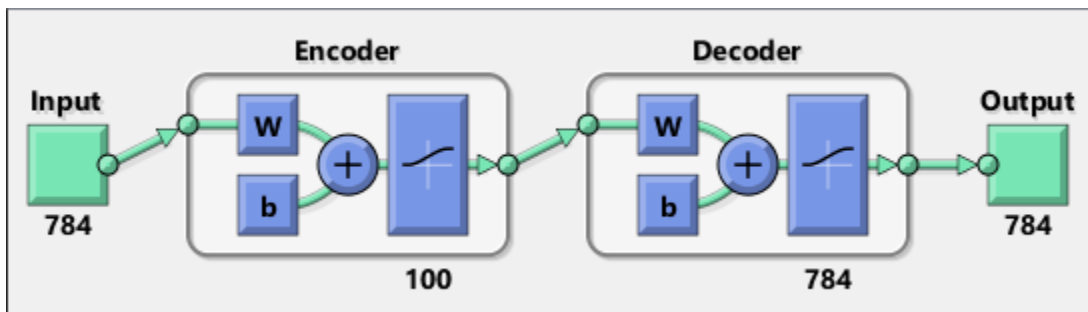 Encoder Decoder
Input Output
W W
b b
784 784
100 784